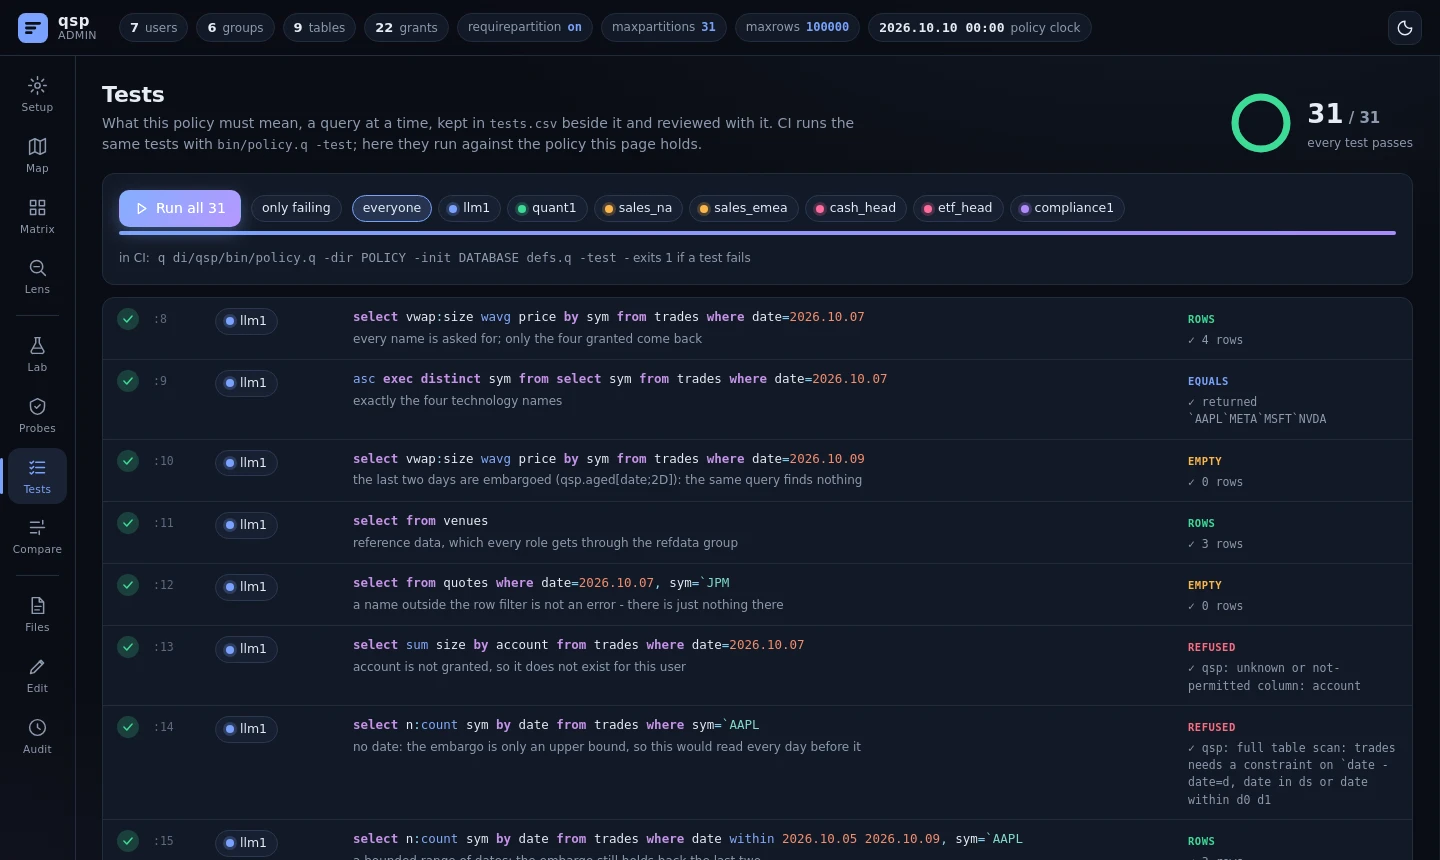 qsp
ADMIN
7 users
6 groups
9 tables
22 grants
requirepartition on
maxpartitions 31
maxrows 100000
2026.10.10 00:00 policy clock
Setup
Map
Matrix
Lens
Lab
Probes
Tests
Compare
Files
Edit
Audit
Tests
What this policy must mean, a query at a time, kept in tests.csv beside it and reviewed with it. CI runs the
same tests with bin/policy.q -test; here they run against the policy this page holds.
31 / 31
every test passes
Run all 31
only failing
everyone
llm1
quant1
sales_na
sales_emea
cash_head
etf_head
compliance1
in CI: q di/qsp/bin/policy.q -dir POLICY -init DATABASE defs.q -test - exits 1 if a test fails
:8
llm1
select vwap:size wavg price by sym from trades where date=2026.10.07
every name is asked for; only the four granted come back
ROWS
✓ 4 rows
:9
llm1
asc exec distinct sym from select sym from trades where date=2026.10.07
exactly the four technology names
EQUALS
✓ returned
`AAPL`META`MSFT`NVDA
:10
llm1
select vwap:size wavg price by sym from trades where date=2026.10.09
the last two days are embargoed (qsp.aged[date;2D]): the same query finds nothing
EMPTY
✓ 0 rows
:11
llm1
select from venues
reference data, which every role gets through the refdata group
ROWS
✓ 3 rows
:12
llm1
select from quotes where date=2026.10.07, sym=`JPM
a name outside the row filter is not an error - there is just nothing there
EMPTY
✓ 0 rows
:13
llm1
select sum size by account from trades where date=2026.10.07
account is not granted, so it does not exist for this user
REFUSED
✓ qsp: unknown or not-
permitted column: account
:14
llm1
select n:count sym by date from trades where sym=`AAPL
no date: the embargo is only an upper bound, so this would read every day before it
REFUSED
✓ qsp: full table scan: trades
needs a constraint on `date -
date=d, date in ds or date
within d0 d1
:15
llm1
select n:count sym by date from trades where date within 2026.10.05 2026.10.09, sym=`AAPL
ROWS